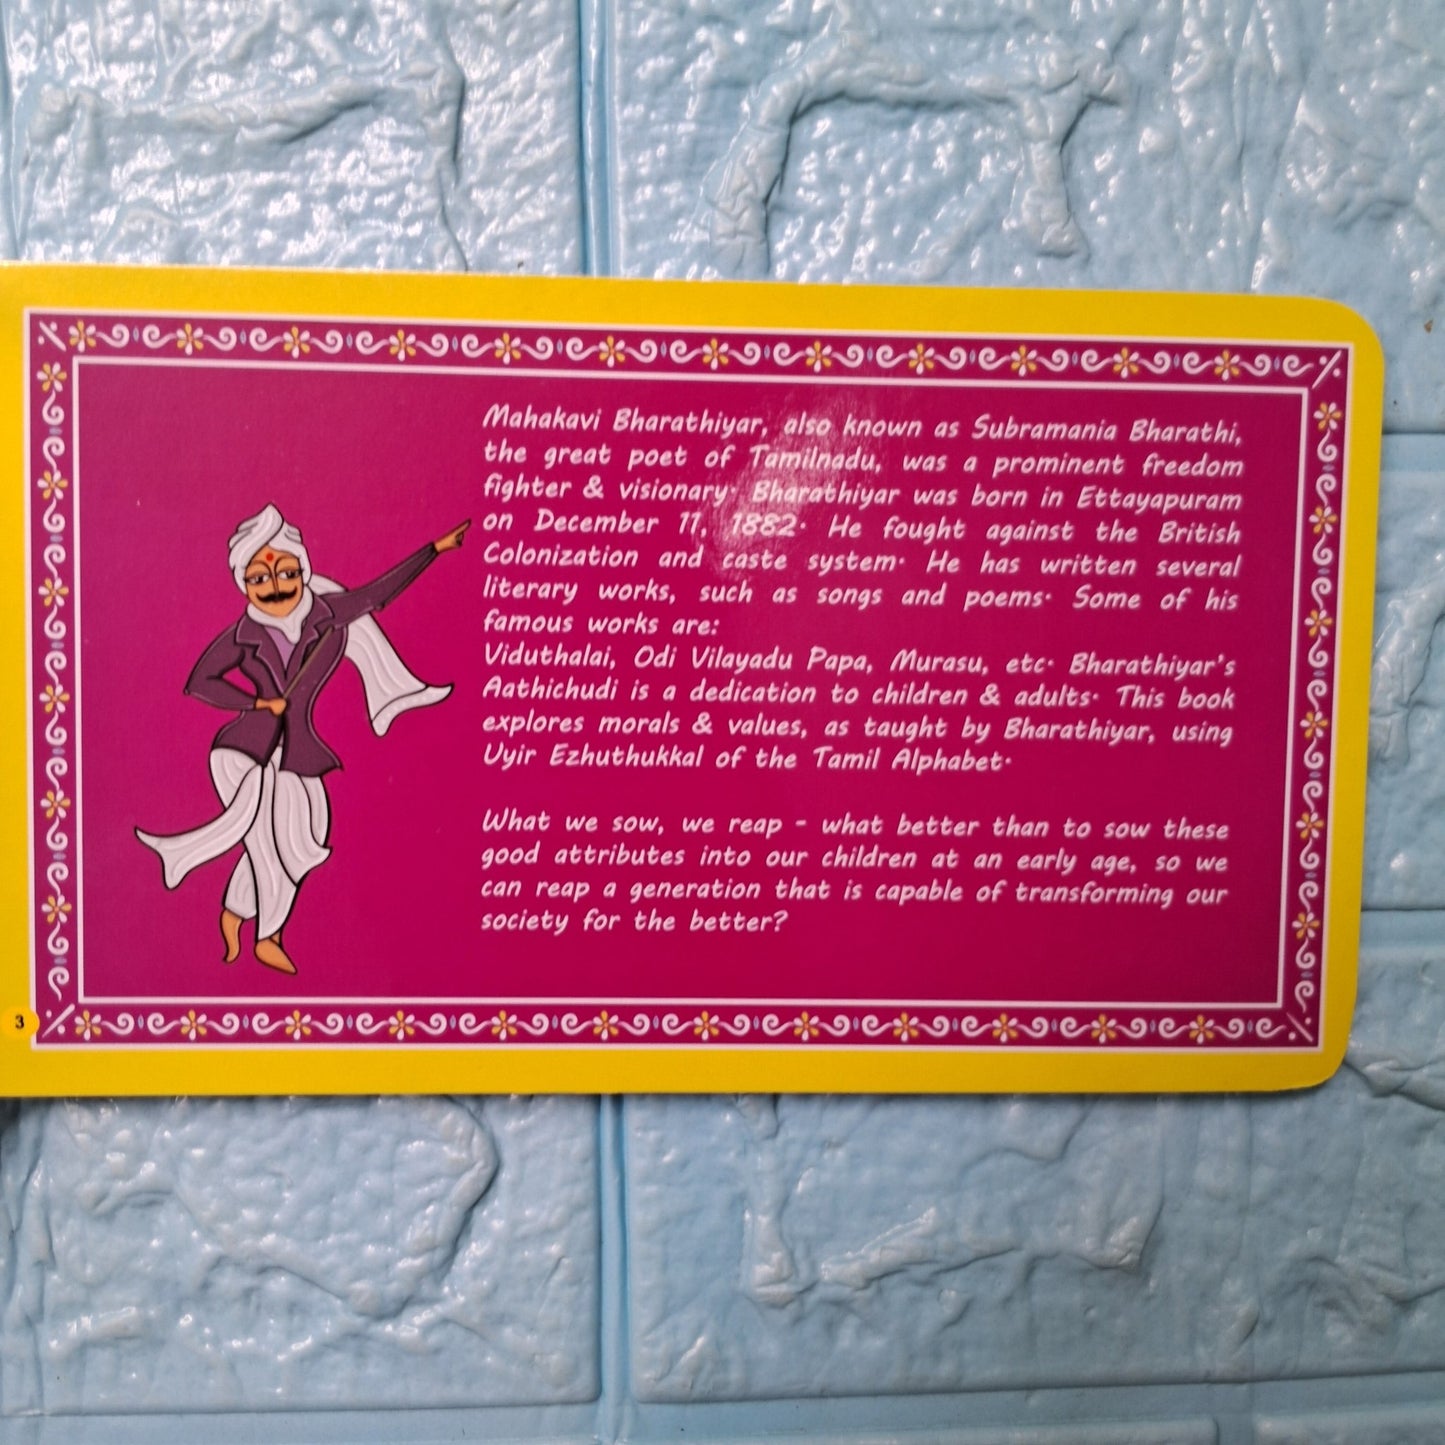 Mahakavi Bharathiyar, also known as Subramania Bharathi,
the great poet of Tamilnadu, was a prominent freedom
fighter & visionary. Bharathiyar was born in Ettayapuram
on December 11, 1882. He fought against the British
Colonization and caste system. He has written several
literary works, such as songs and poems. Some of his
famous works are:
Viduthalai, Odi Vilayadu Papa, Murasu, etc. Bharathiyar's
Aathichudi is a dedication to children & adults. This book
explores morals & values, as taught by Bharathiyar, using
Uyir Ezhuthukkal of the Tamil Alphabet.
What we sow, we reap - what better than to sow these
good attributes into our children at an early age, so we
can reap a generation that is capable of transforming our
society for the better?
3